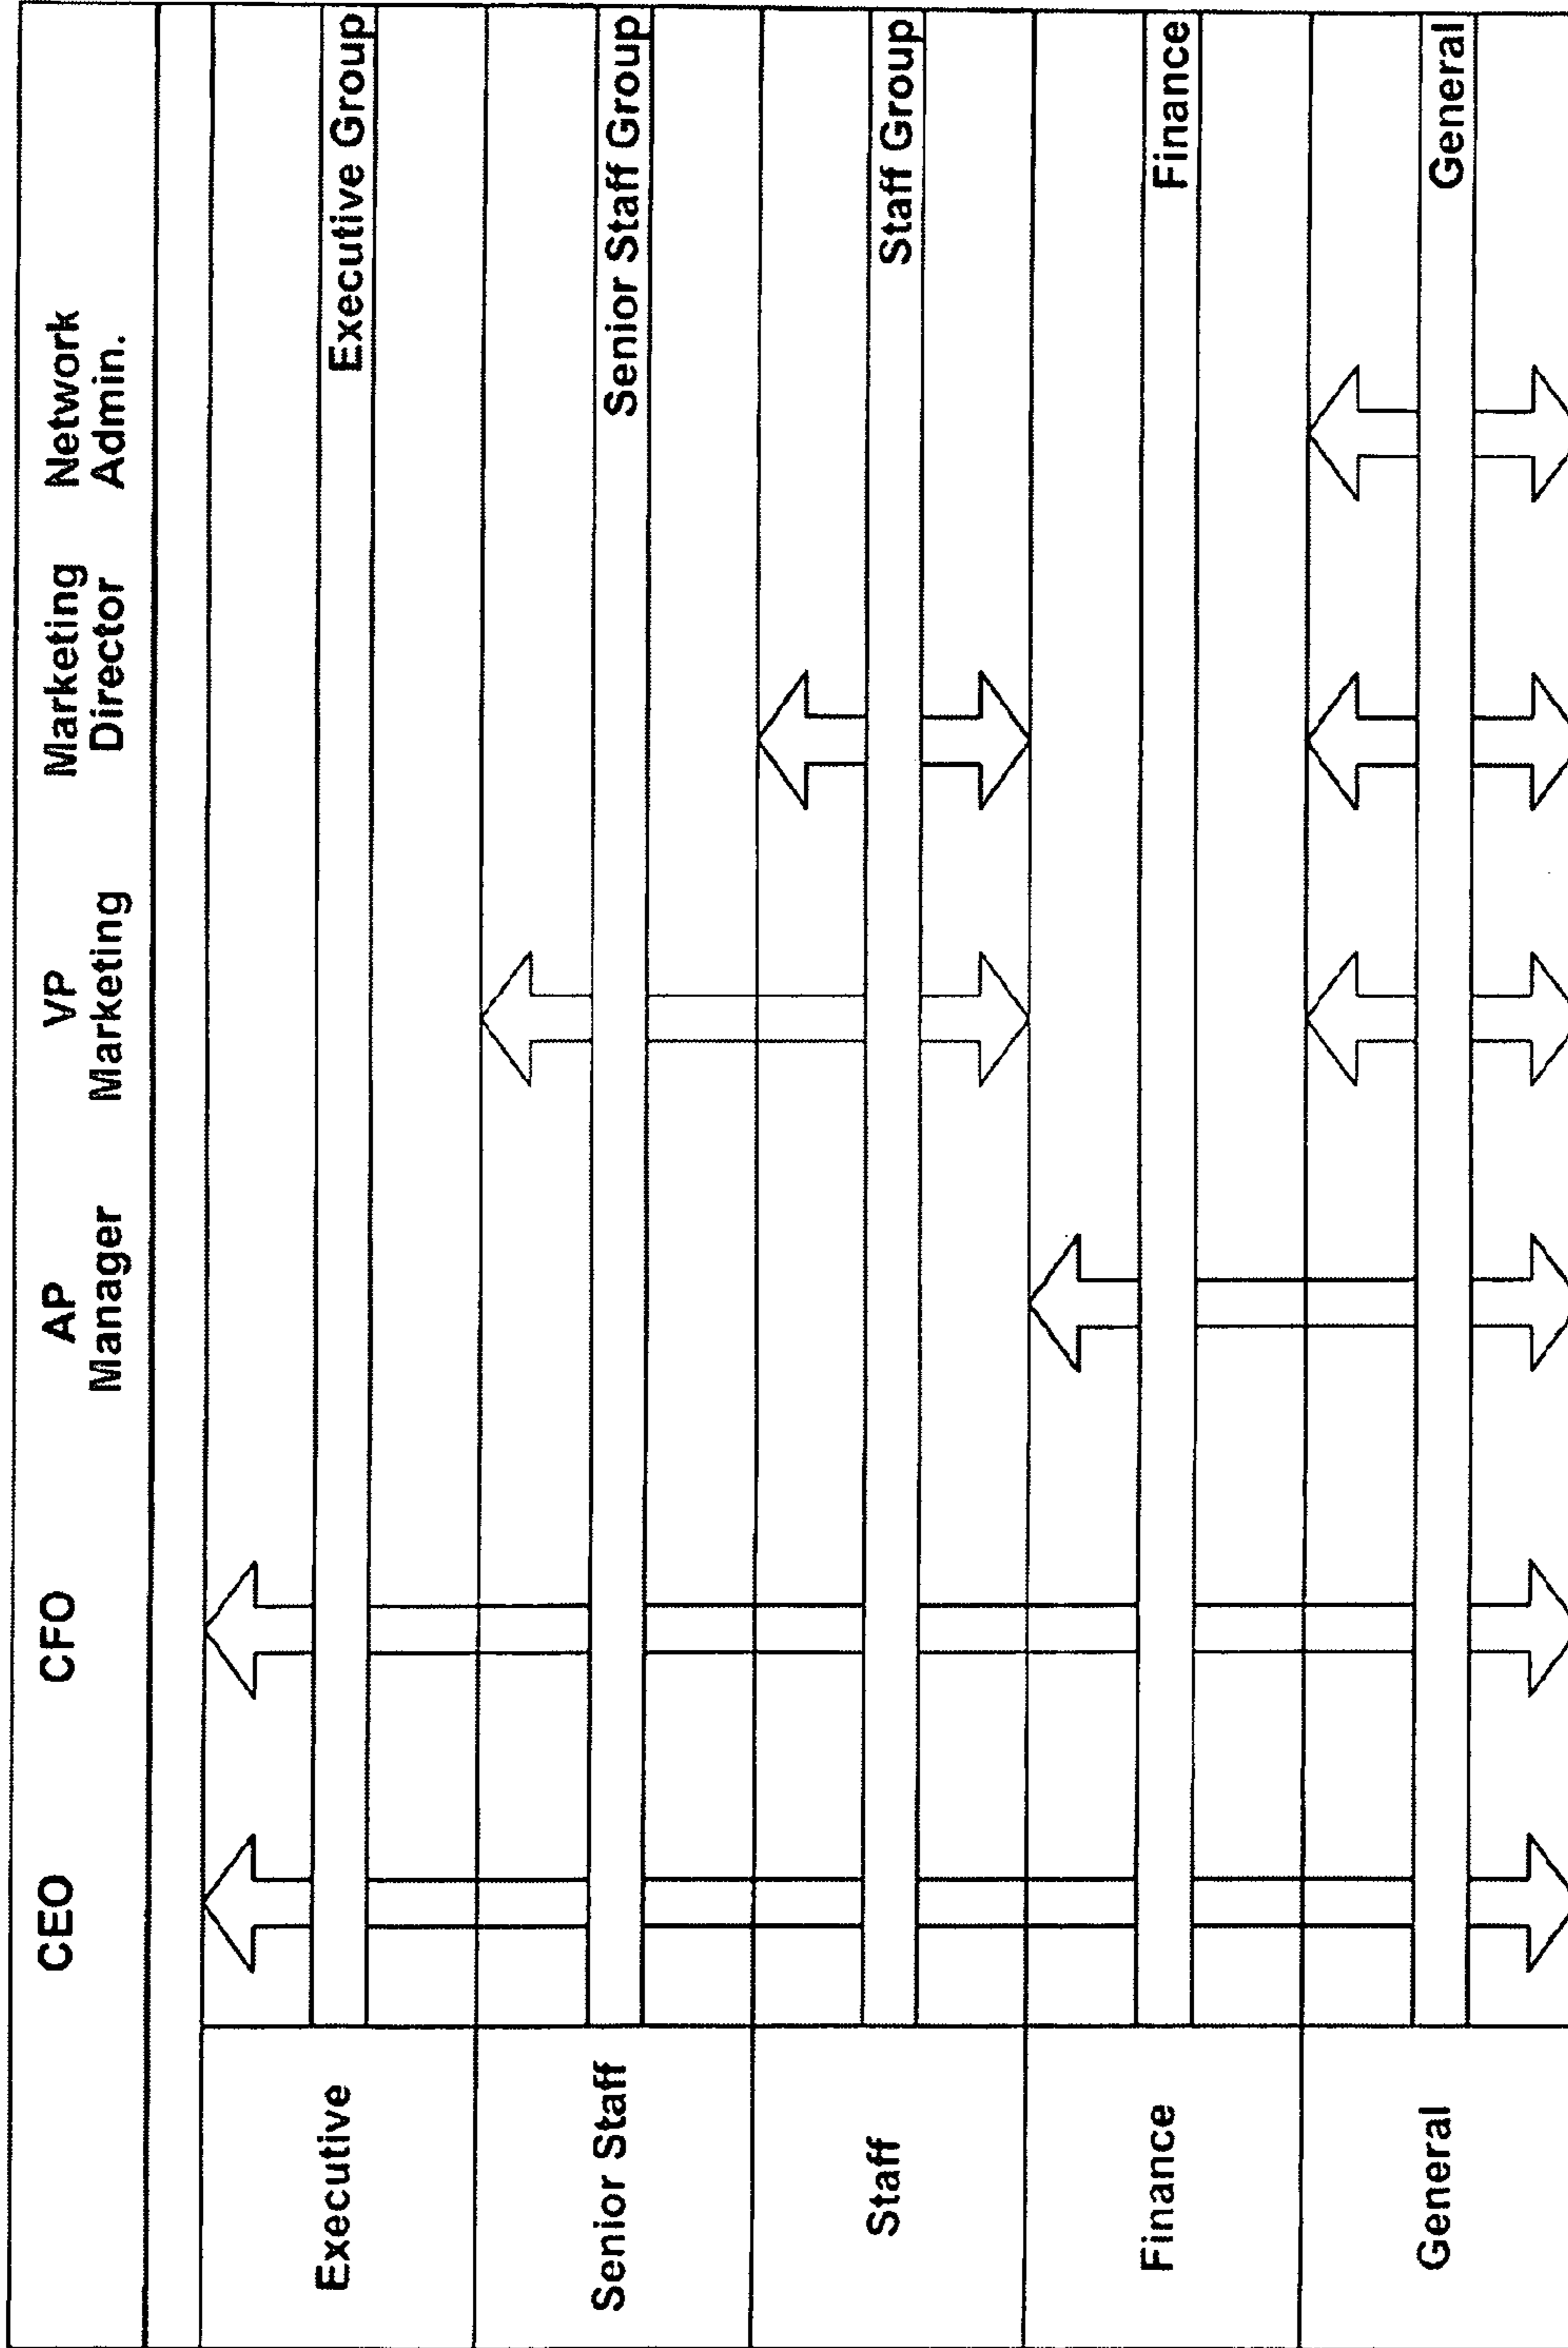 CEO
CFO
AP
Manager
VP
Marketing
Marketing
Director
Network
Admin.
Executive
Executive Group
Senior Staff
Senior Staff Group
Staff
Staff Group
Finance
Finance
General
General